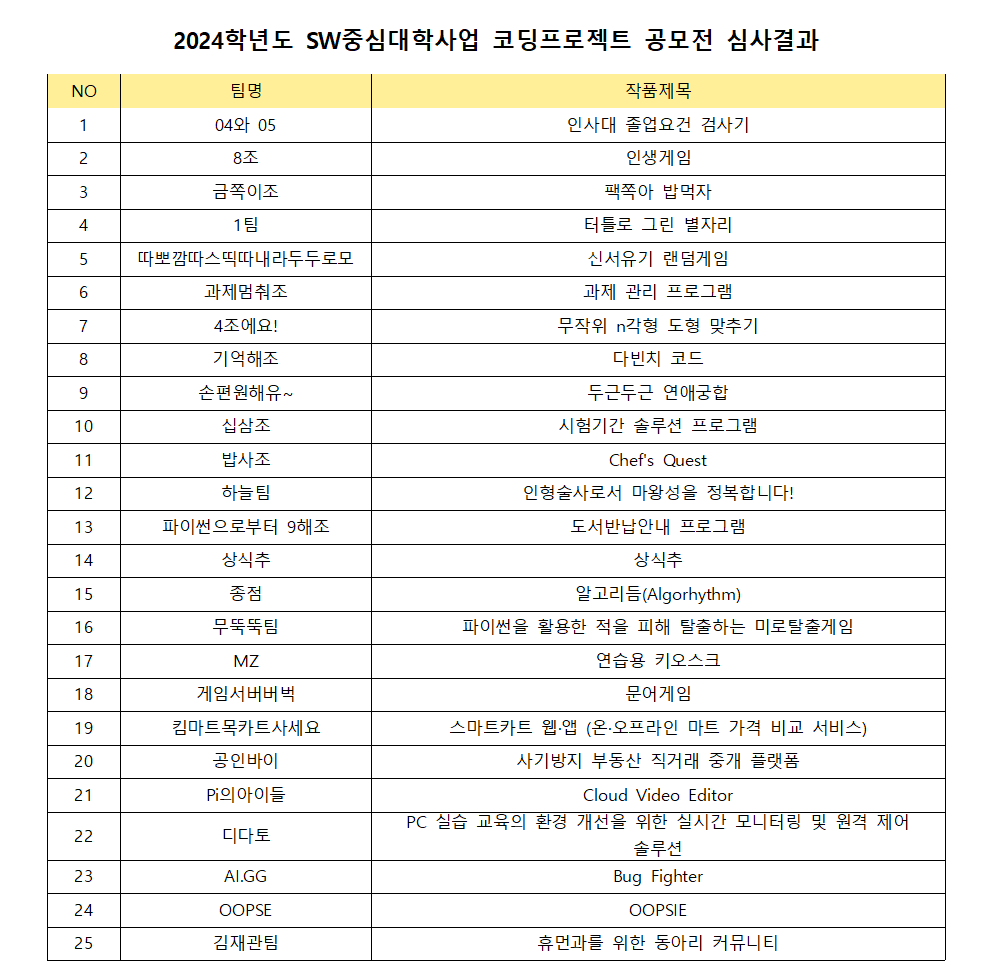 2024학년도 SW중심대학사업 코딩프로젝트 공모전 심사결과
NO 팀명 작품제목
1 04와 05 인사대 졸업요건 검사기
2 8조 인생게임
3 금쪽이조 팩쪽아 밥먹자
4 1팀 터틀로 그린 별자리
5 따뽀깜따스띡따내라두두로모 신서유기 랜덤게임
6 과제멈춰조 과제 관리 프로그램
7 4조에요! 무작위 n각형 도형 맞추기
8 기억해조 다빈치 코드
9 손편원해유~ 두근두근 연애궁합
10 십삼조 시험기간 솔루션 프로그램
11 밥사조 Chef's Quest
12 하늘팀 인형술사로서 마왕성을 정복합니다!
13 파이썬으로부터 9해조 도서반납안내 프로그램
14 상식추 상식추
15 종점 알고리듬(Algorhythm)
16 무뚝뚝팀 파이썬을 활용한 적을 피해 탈출하는 미로탈출게임
17 MZ 연습용 키오스크
18 게임서버버벅 문어게임
19 킴마트목카트사세요 스마트카트 웹·앱 (온·오프라인 마트 가격 비교 서비스)
20 공인바이 사기방지 부동산 직거래 중개 플랫폼
21 Pi의아이들 Cloud Video Editor
22 디다토 PC 실습 교육의 환경 개선을 위한 실시간 모니터링 및 원격 제어
솔루션
23 AI.GG Bug Fighter
24 OOPSE OOPSIE
25 김재관팀 휴먼과를 위한 동아리 커뮤니티